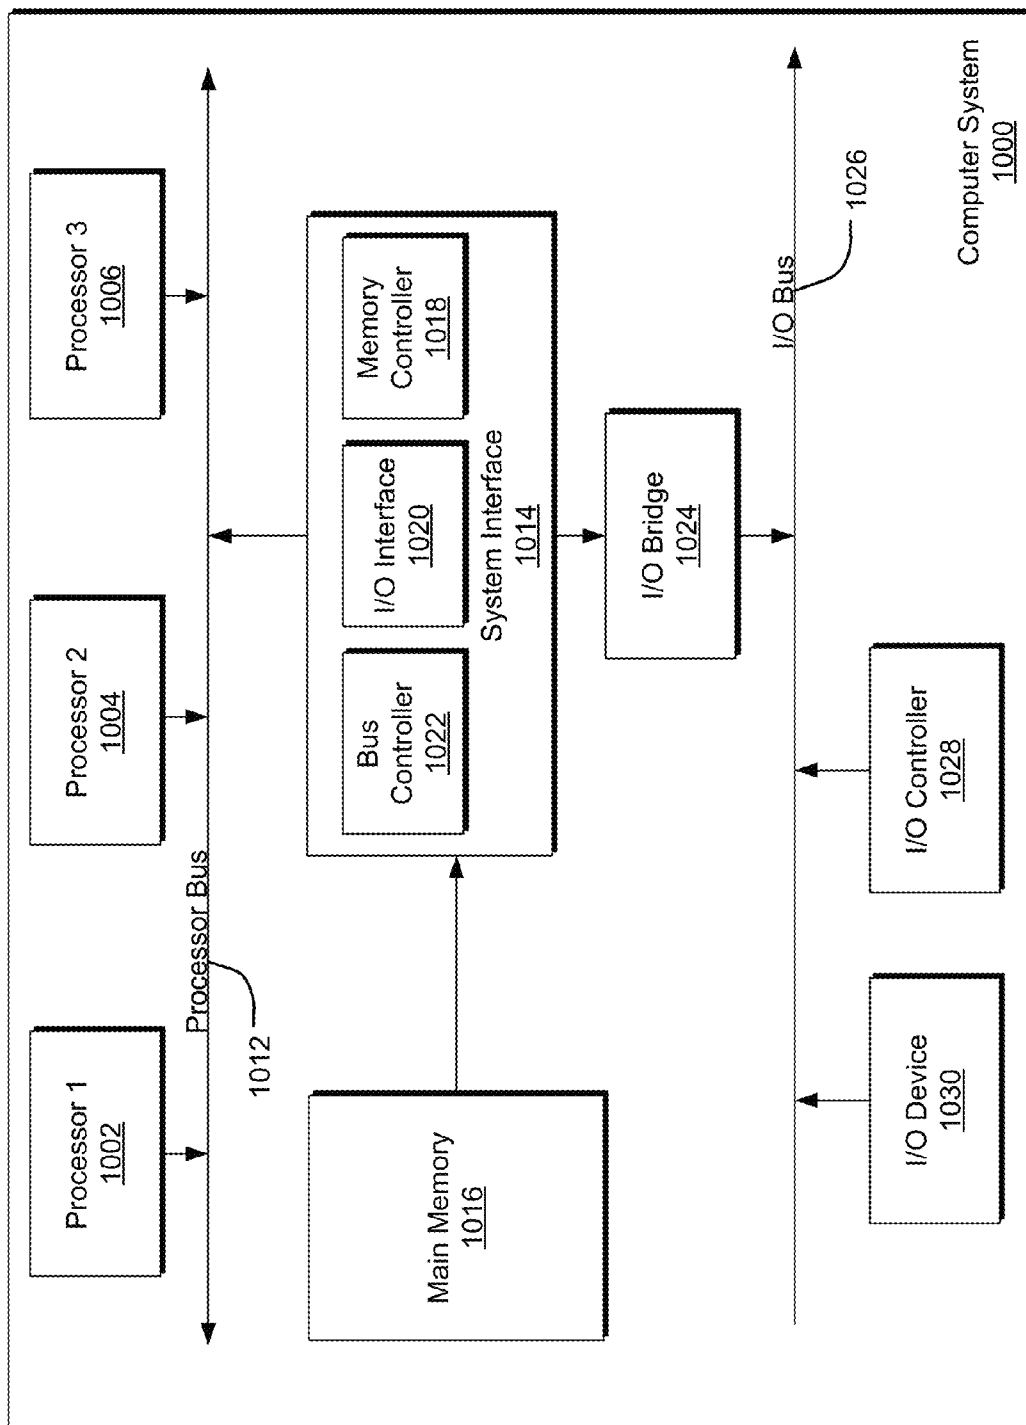 Processor 1
1002
Processor 2
1004
Processor 3
1006
Processor Bus
1012
Main Memory
1016
Bus
Controller
1022
I/O Interface
1020
Memory
Controller
1018
System Interface
1014
I/O Bridge
1024
I/O Bus
1026
I/O Device
1030
I/O Controller
1028
Computer System
1000